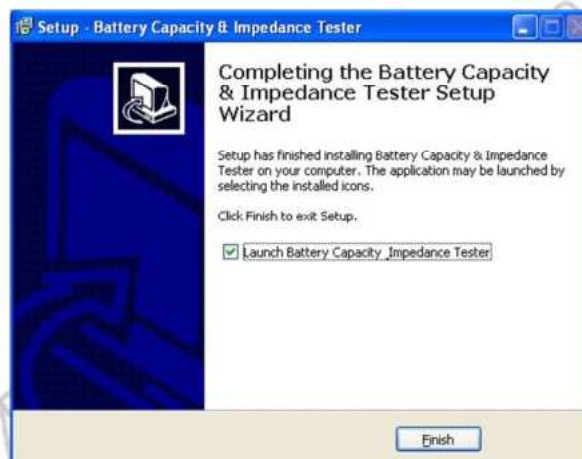 Setup - Battery Capacity & Impedance Tester
Completing the Battery Capacity
& Impedance Tester Setup
Wizard
Setup has finished installing Battery Capacity & Impedance
Tester on your computer. The application may be launched by
selecting the installed icons.
Click Finish to exit Setup.
Launch Battery Capacity _Impedance Tester
Finish